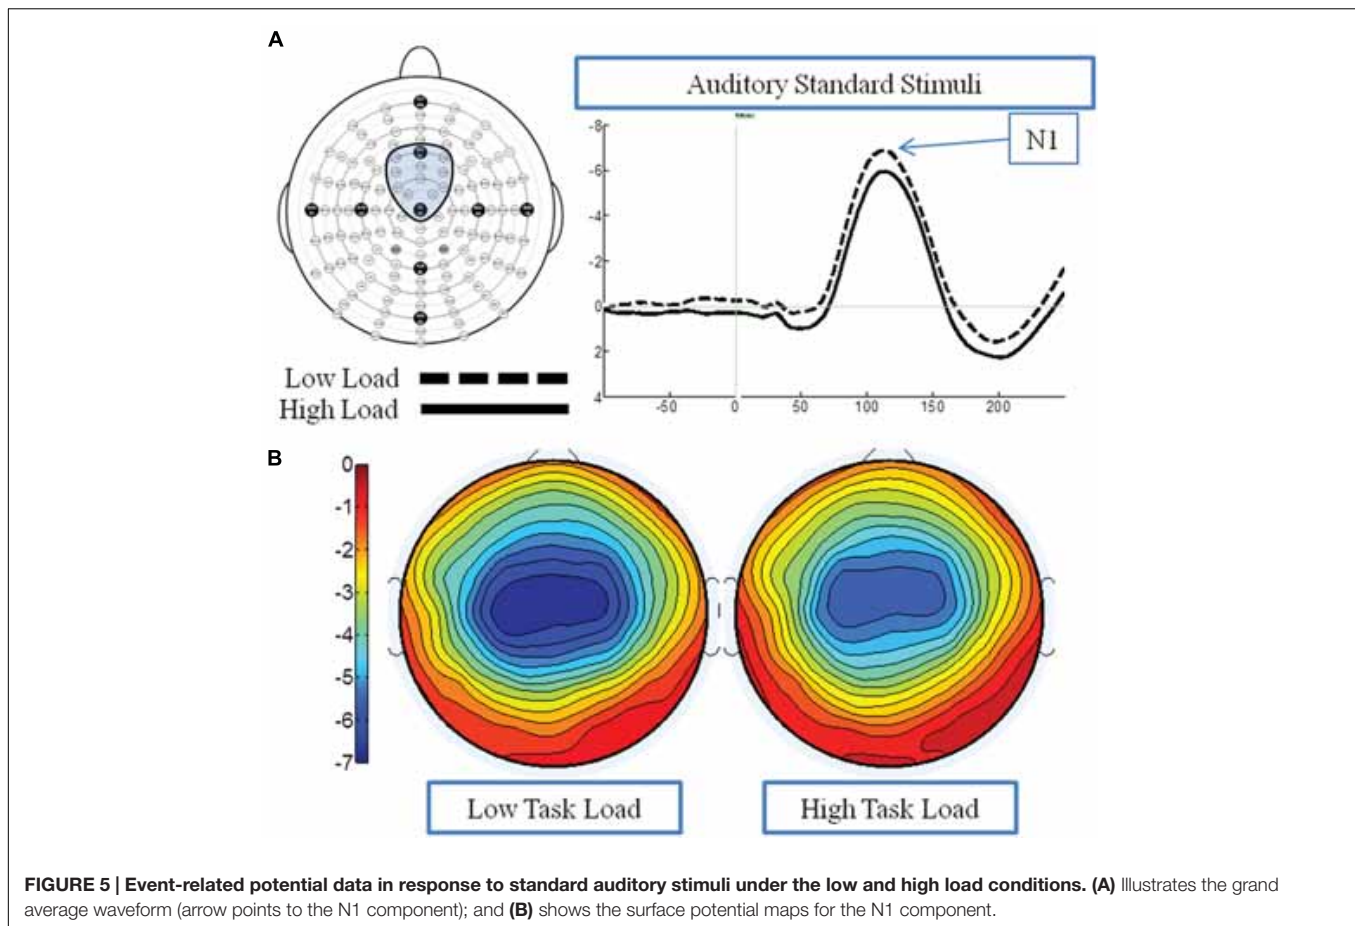 A
Auditory Standard Stimuli
N1
-8
-6
-4
-2
0
2
4
-50
0
50
100
150
200
Low Load
High Load
B
0
-1
-2
-3
-4
-5
-6
-7
Low Task Load
High Task Load
FIGURE 5 | Event-related potential data in response to standard auditory stimuli under the low and high load conditions. (A) Illustrates the grand
average waveform (arrow points to the N1 component); and (B) shows the surface potential maps for the N1 component.